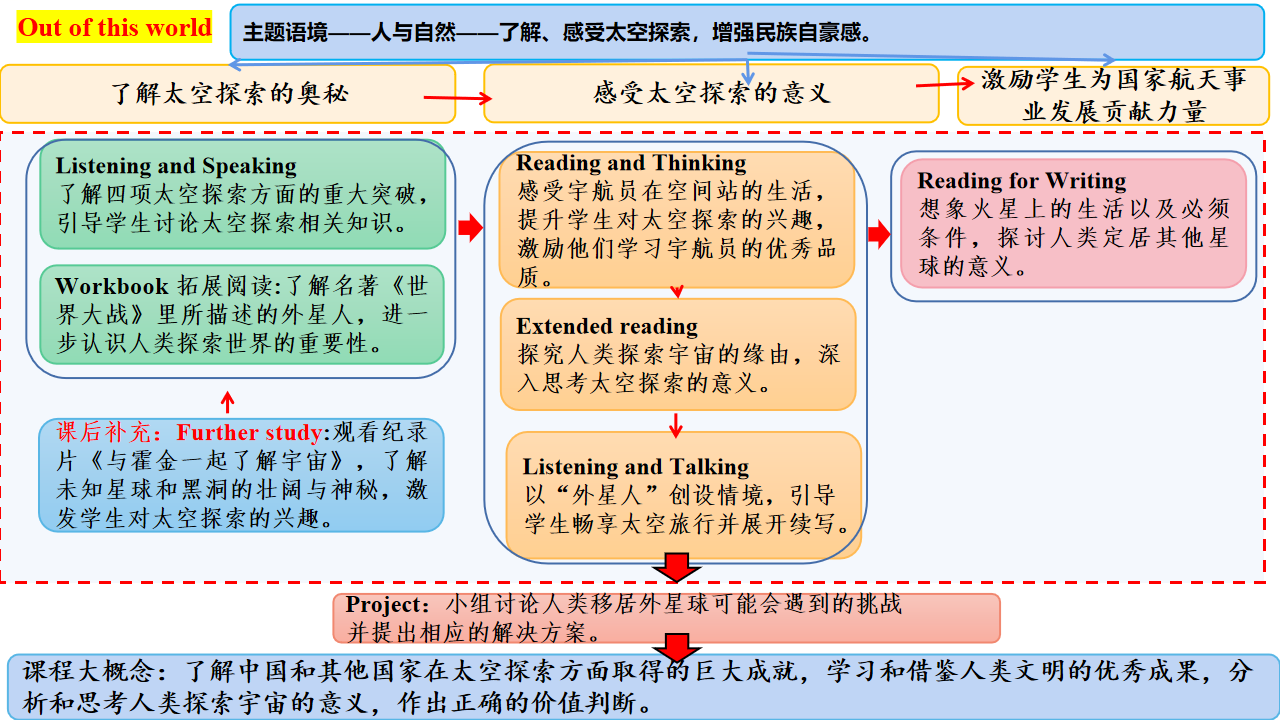 Out of this world
主题语境——人与自然——了解、感受太空探索，增强民族自豪感。
了解太空探索的奥秘
感受太空探索的意义
激励学生为国家航天事
业发展贡献力量
Listening and Speaking
了解四项太空探索方面的重大突破，
引导学生讨论太空探索相关知识。
Workbook 拓展阅读:了解名著《世
界大战》里所描述的外星人，进一
步认识人类探索世界的重要性。
课后补充：Further study:观看纪录
片《与霍金一起了解宇宙》，了解
未知星球和黑洞的壮阔与神秘，激
发学生对太空探索的兴趣。
Reading and Thinking
感受宇航员在空间站的生活，
提升学生对太空探索的兴趣，
激励他们学习宇航员的优秀品
质。
Extended reading
探究人类探索宇宙的缘由，深
入思考太空探索的意义。
Listening and Talking
以“外星人”创设情境，引导
学生畅享太空旅行并展开续写。
Reading for Writing
想象火星上的生活以及必须
条件，探讨人类定居其他星
球的意义。
Project：小组讨论人类移居外星球可能会遇到的挑战
并提出相应的解决方案。
课程大概念：了解中国和其他国家在太空探索方面取得的巨大成就，学习和借鉴人类文明的优秀成果，分
析和思考人类探索宇宙的意义，作出正确的价值判断。